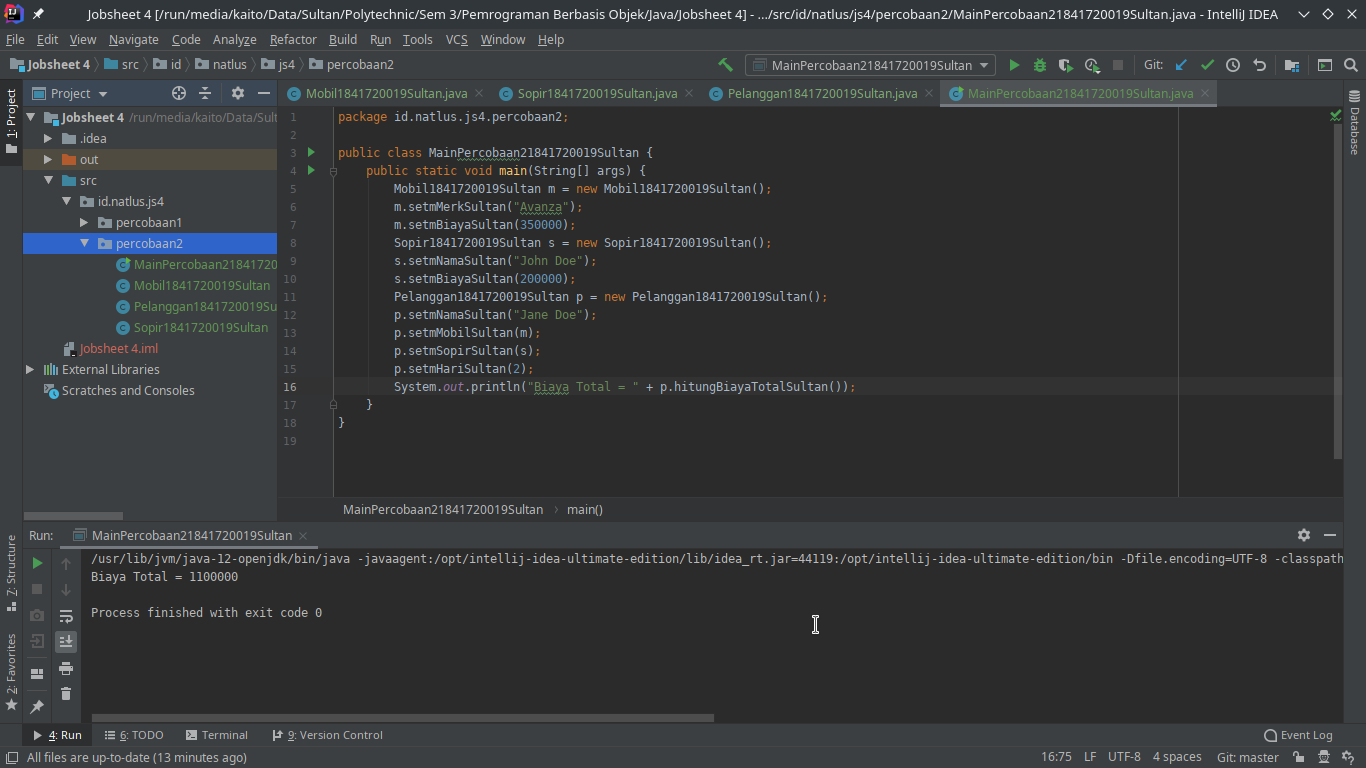 Jobsheet 4 [/run/media/kaito/Data/Sultan/Polytechnic/Sem 3/Pemrograman Berbasis Objek/Java/Jobsheet 4] - .../src/id/natlus/js4/percobaan2/MainPercobaan21841720019Sultan.java - IntelliJ IDEA
File Edit View Navigate Code Analyze Refactor Build Run Tools VCS Window Help
Jobsheet 4 src id natlus js4 percobaan2 MainPercobaan21841720019Sultan Git:
1: Project
Project
Mobil1841720019Sultan.java Sopir1841720019Sultan.java Pelanggan1841720019Sultan.java MainPercobaan21841720019Sultan.java
Database
Jobsheet 4 /run/media/kaito/Data/Sult
.idea
out
src
id.natlus.js4
percobaan1
percobaan2
MainPercobaan21841720
Mobil1841720019Sultan
Pelanggan1841720019Su
Sopir1841720019Sultan
Jobsheet 4.iml
External Libraries
Scratches and Consoles
1 package id.natlus.js4.percobaan2;
2
3 public class MainPercobaan21841720019Sultan {
4 public static void main(String[] args) {
5 Mobil1841720019Sultan m = new Mobil1841720019Sultan();
6 m.setmMerkSultan("Avanza");
7 m.setmBiayaSultan(350000);
8 Sopir1841720019Sultan s = new Sopir1841720019Sultan();
9 s.setmNamaSultan("John Doe");
10 s.setmBiayaSultan(200000);
11 Pelanggan1841720019Sultan p = new Pelanggan1841720019Sultan();
12 p.setmNamaSultan("Jane Doe");
13 p.setmMobilSultan(m);
14 p.setmSopirSultan(s);
15 p.setmHariSultan(2);
16 System.out.println("Biaya Total = " + p.hitungBiayaTotalSultan());
17 }
18 }
19
MainPercobaan21841720019Sultan main()
Run: MainPercobaan21841720019Sultan
7: Structure
2: Favorites
/usr/lib/jvm/java-12-openjdk/bin/java -javaagent:/opt/intellij-idea-ultimate-edition/lib/idea_rt.jar=44119:/opt/intellij-idea-ultimate-edition/bin -Dfile.encoding=UTF-8 -classpath
Biaya Total = 1100000
Process finished with exit code 0
4: Run 6: TODO Terminal 9: Version Control Event Log
All files are up-to-date (13 minutes ago) 16:75 LF UTF-8 4 spaces Git: master